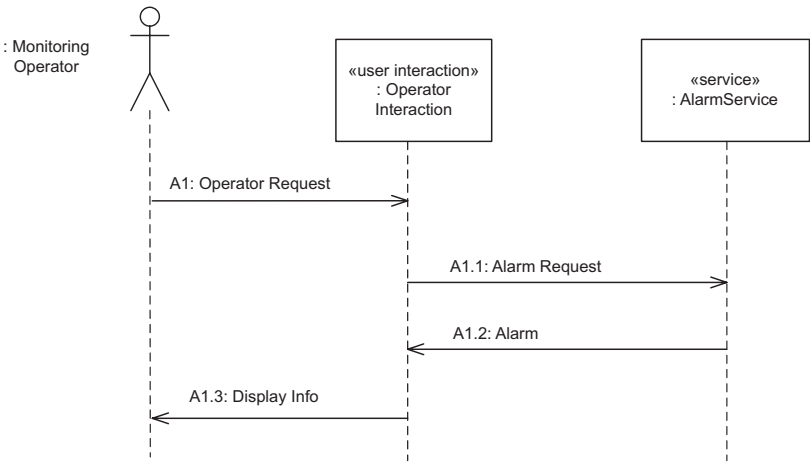 : Monitoring
Operator
«user interaction»
: Operator
Interaction
«service»
: AlarmService
A1: Operator Request
A1.1: Alarm Request
A1.2: Alarm
A1.3: Display Info